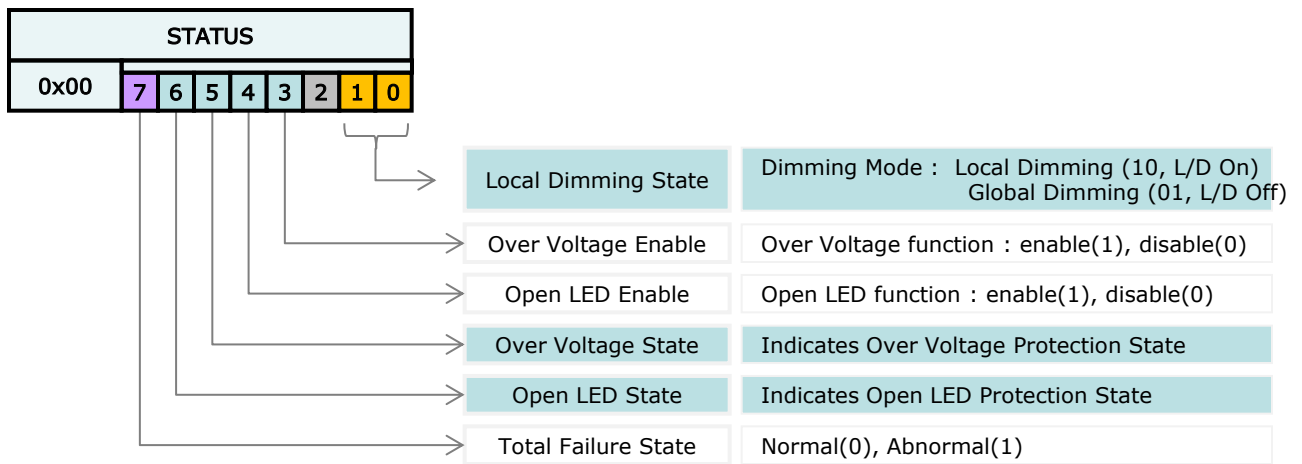 STATUS
0x00 7 6 5 4 3 2 1 0
Local Dimming State
Dimming Mode : Local Dimming (10, L/D On)
Global Dimming (01, L/D Off)
Over Voltage Enable
Over Voltage function : enable(1), disable(0)
Open LED Enable
Open LED function : enable(1), disable(0)
Over Voltage State
Indicates Over Voltage Protection State
Open LED State
Indicates Open LED Protection State
Total Failure State
Normal(0), Abnormal(1)